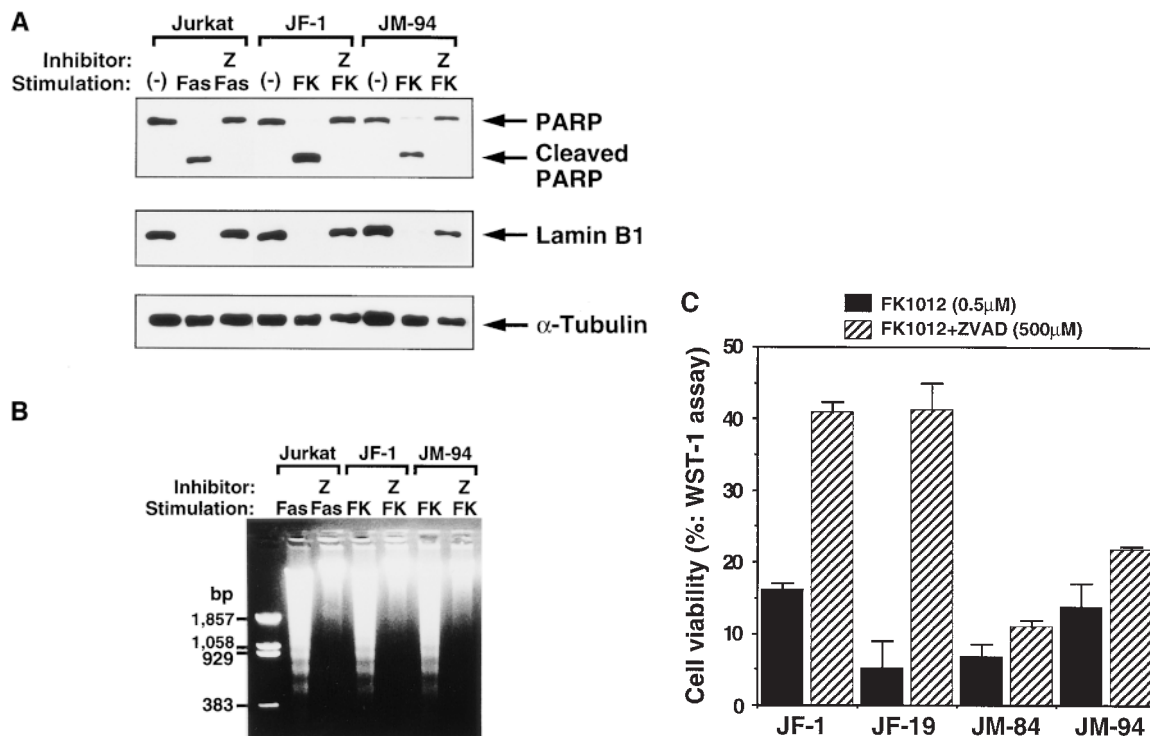 A
Jurkat JF-1 JM-94
Inhibitor: Z Z Z
Stimulation: (-) Fas Fas (-) FK FK (-) FK FK
PARP
Cleaved
PARP
Lamin B1
α-Tubulin
B
Jurkat JF-1 JM-94
Inhibitor: Z Z Z
Stimulation: Fas Fas FK FK FK FK
bp
1,857
1,058
929
383
C
FK1012 (0.5μM)
FK1012+ZVAD (500μM)
Cell viability (%: WST-1 assay)
50
40
30
20
10
0
JF-1 JF-19 JM-84 JM-94